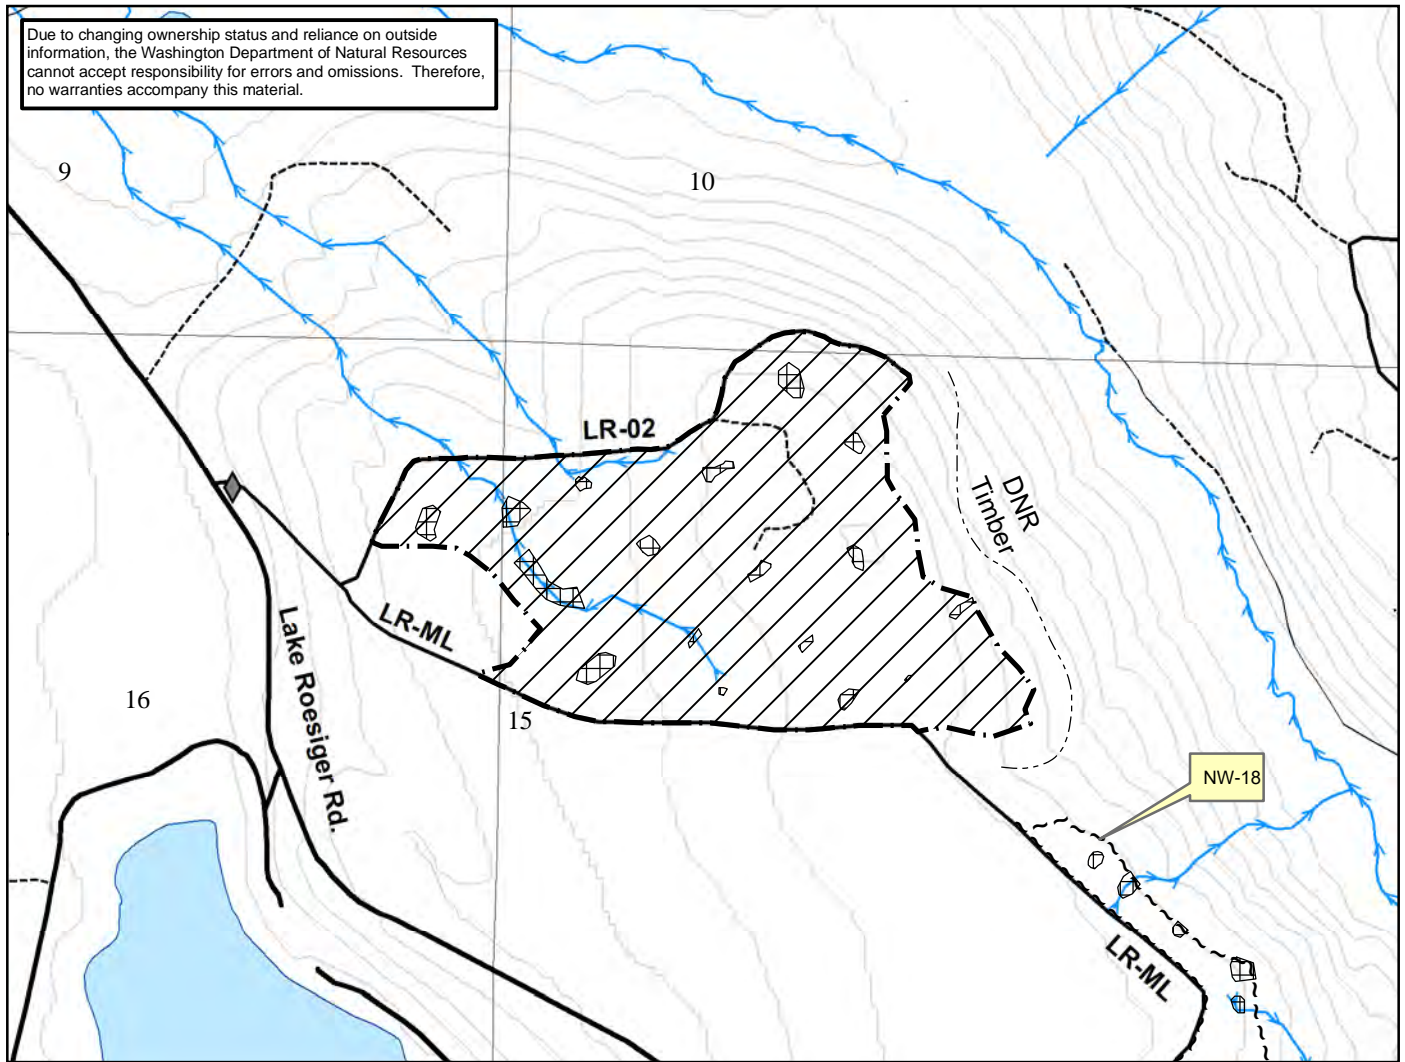 Due to changing ownership status and reliance on outside
information, the Washington Department of Natural Resources
cannot accept responsibility for errors and omissions. Therefore,
no warranties accompany this material.
9
10
LR-02
DNR
Timber
LR-ML
Lake Roesiger Rd.
16
15
NW-18
LR-ML